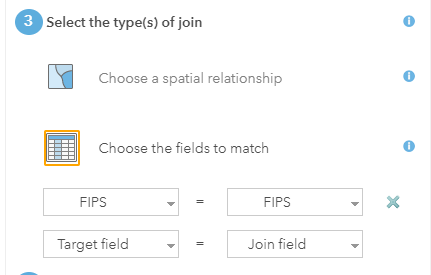 3 Select the type(s) of join
Choose a spatial relationship
Choose the fields to match
FIPS = FIPS
Target field = Join field